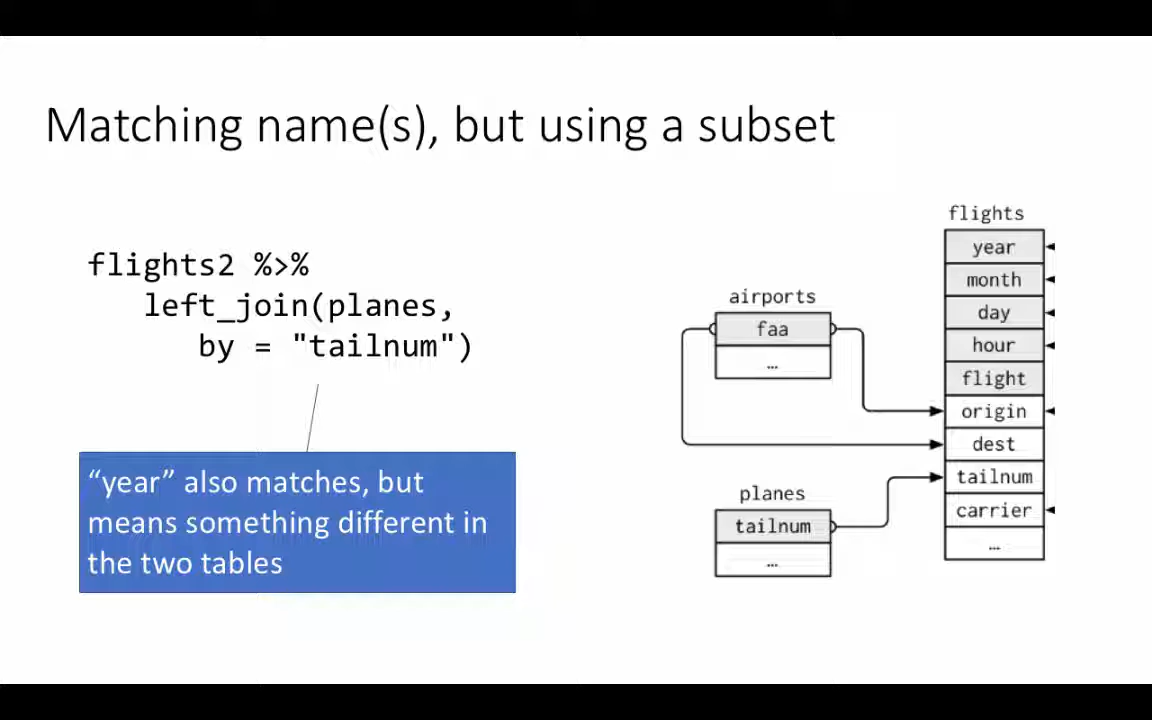 Matching name(s), but using a subset
flights2 %>%
left_join(planes,
by = "tailnum")
“year” also matches, but
means something different in
the two tables
airports
faa
...
planes
tailnum
...
flights
year
month
day
hour
flight
origin
dest
tailnum
carrier
...